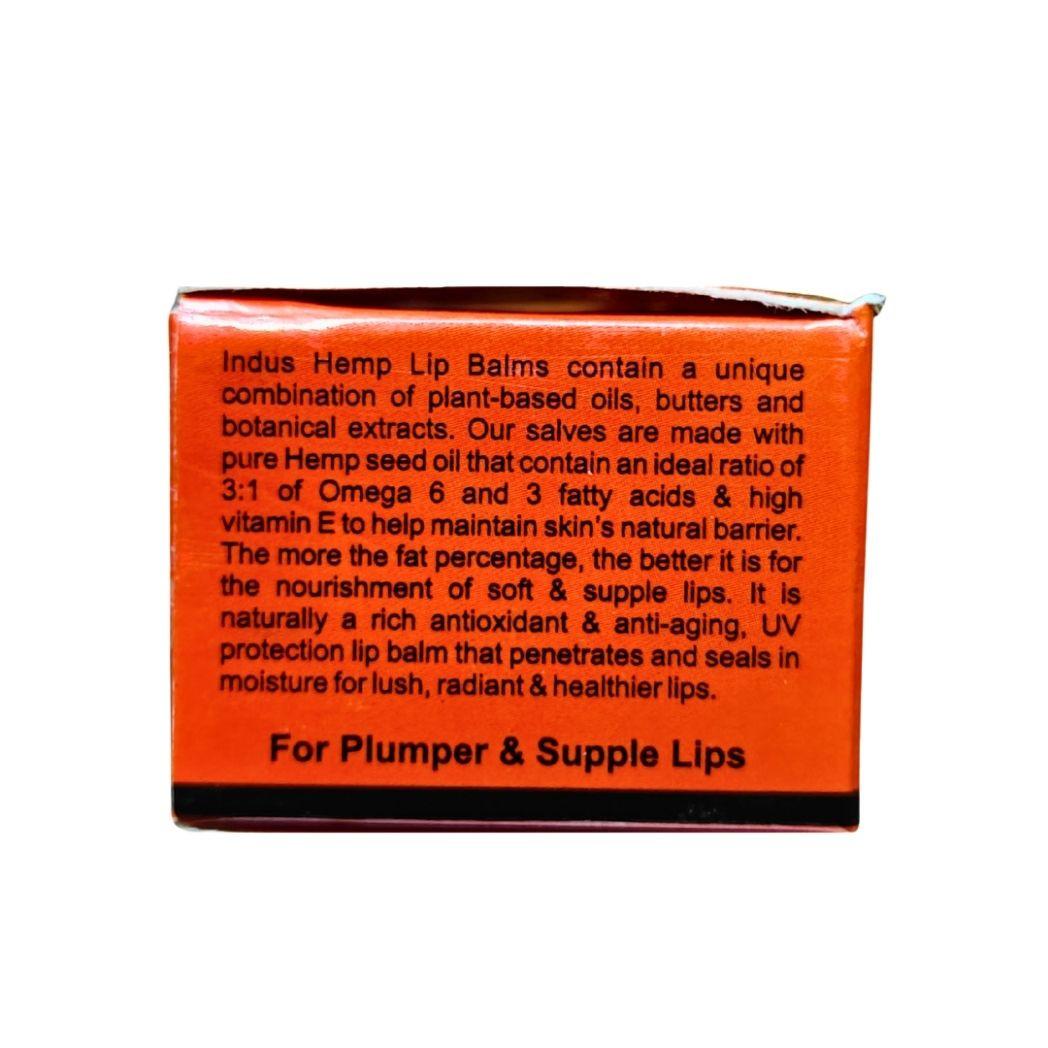 Indus Hemp Lip Balms contain a unique
combination of plant-based oils, butters and
botanical extracts. Our salves are made with
pure Hemp seed oil that contain an ideal ratio of
3:1 of Omega 6 and 3 fatty acids & high
vitamin E to help maintain skin's natural barrier.
The more the fat percentage, the better it is for
the nourishment of soft & supple lips. It is
naturally a rich antioxidant & anti-aging, UV
protection lip balm that penetrates and seals in
moisture for lush, radiant & healthier lips.
For Plumper & Supple Lips